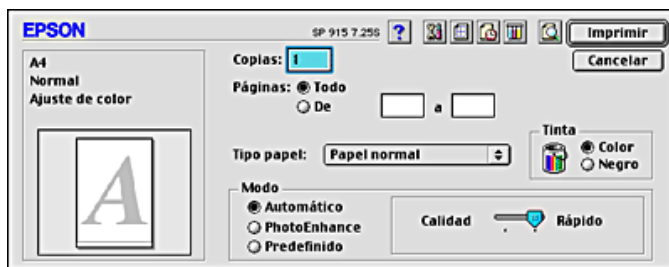 EPSON
SP 915 7.25S ? Imprimir
A4
Normal
Ajuste de color
A
Copias: 1
Cancelar
Páginas: Todo
De a
Tipo papel: Papel normal
Tinta
Color
Negro
Modo
Automático
PhotoEnhance
Predefinido
Calidad Rápido